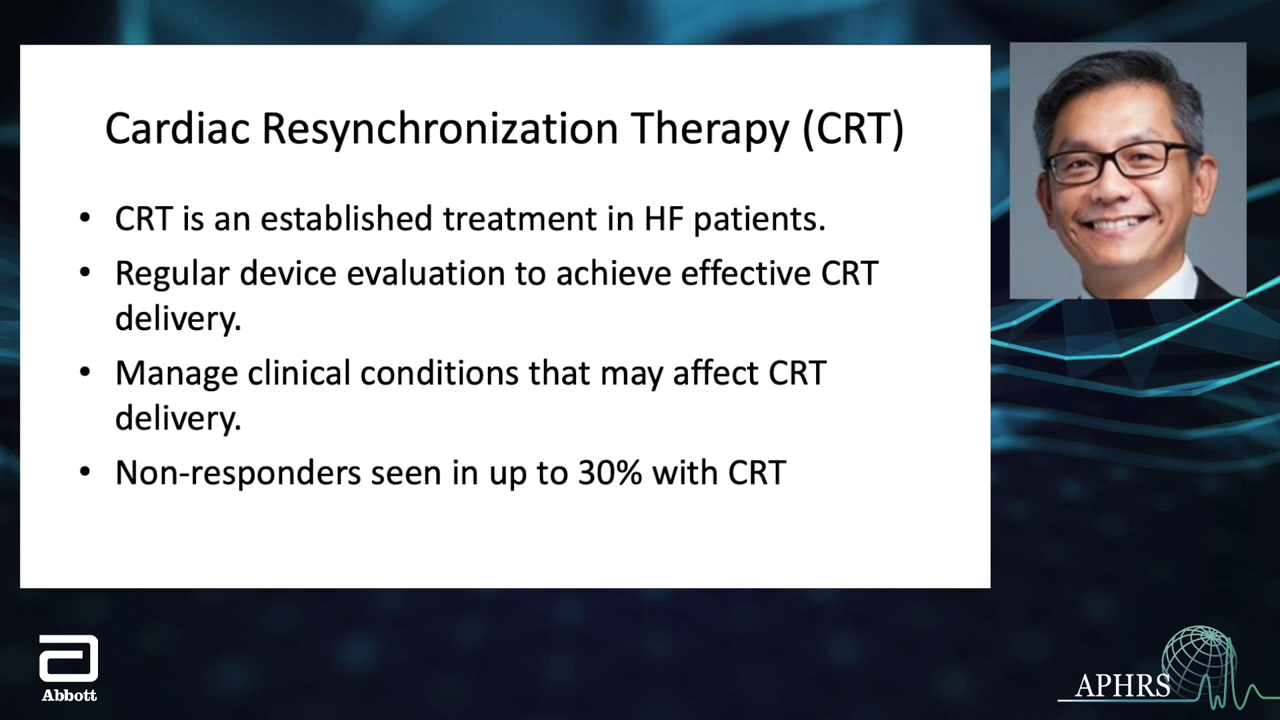 Cardiac Resynchronization Therapy (CRT)
• CRT is an established treatment in HF patients.
• Regular device evaluation to achieve effective CRT
delivery.
• Manage clinical conditions that may affect CRT
delivery.
• Non-responders seen in up to 30% with CRT
Abbott
APHRS